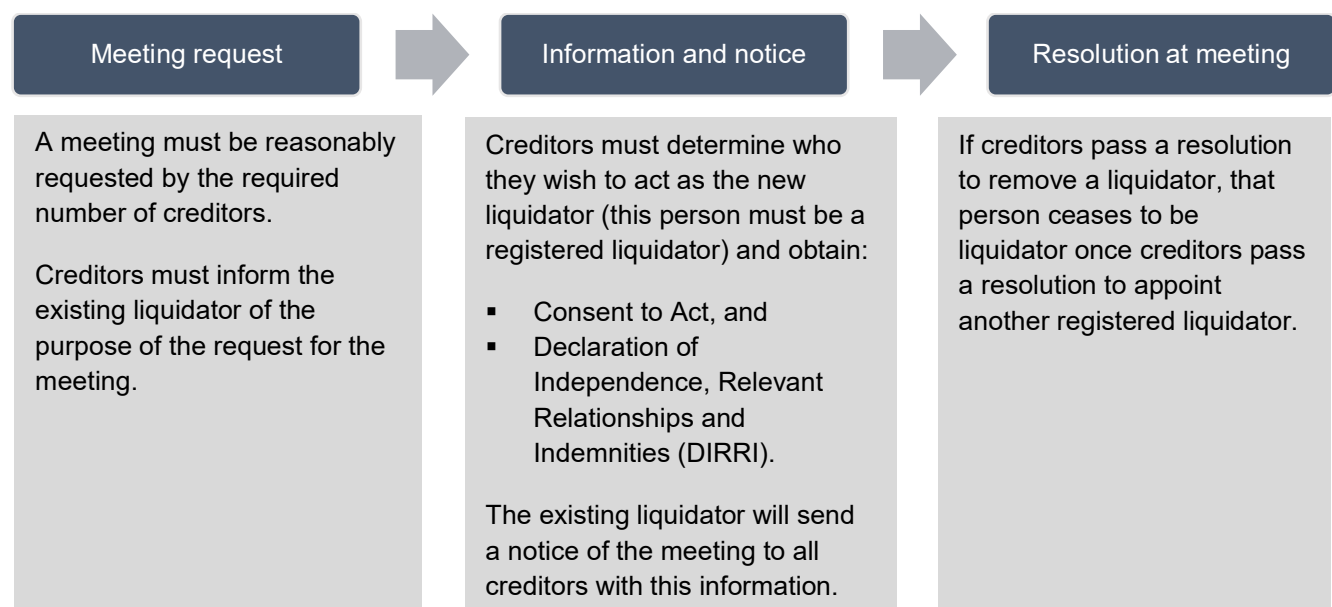 Meeting request
Information and notice
Resolution at meeting
A meeting must be reasonably
requested by the required
number of creditors.
Creditors must inform the
existing liquidator of the
purpose of the request for the
meeting.
Creditors must determine who
they wish to act as the new
liquidator (this person must be a
registered liquidator) and obtain:
▪ Consent to Act, and
▪ Declaration of
Independence, Relevant
Relationships and
Indemnities (DIRRI).
The existing liquidator will send
a notice of the meeting to all
creditors with this information.
If creditors pass a resolution
to remove a liquidator, that
person ceases to be
liquidator once creditors pass
a resolution to appoint
another registered liquidator.